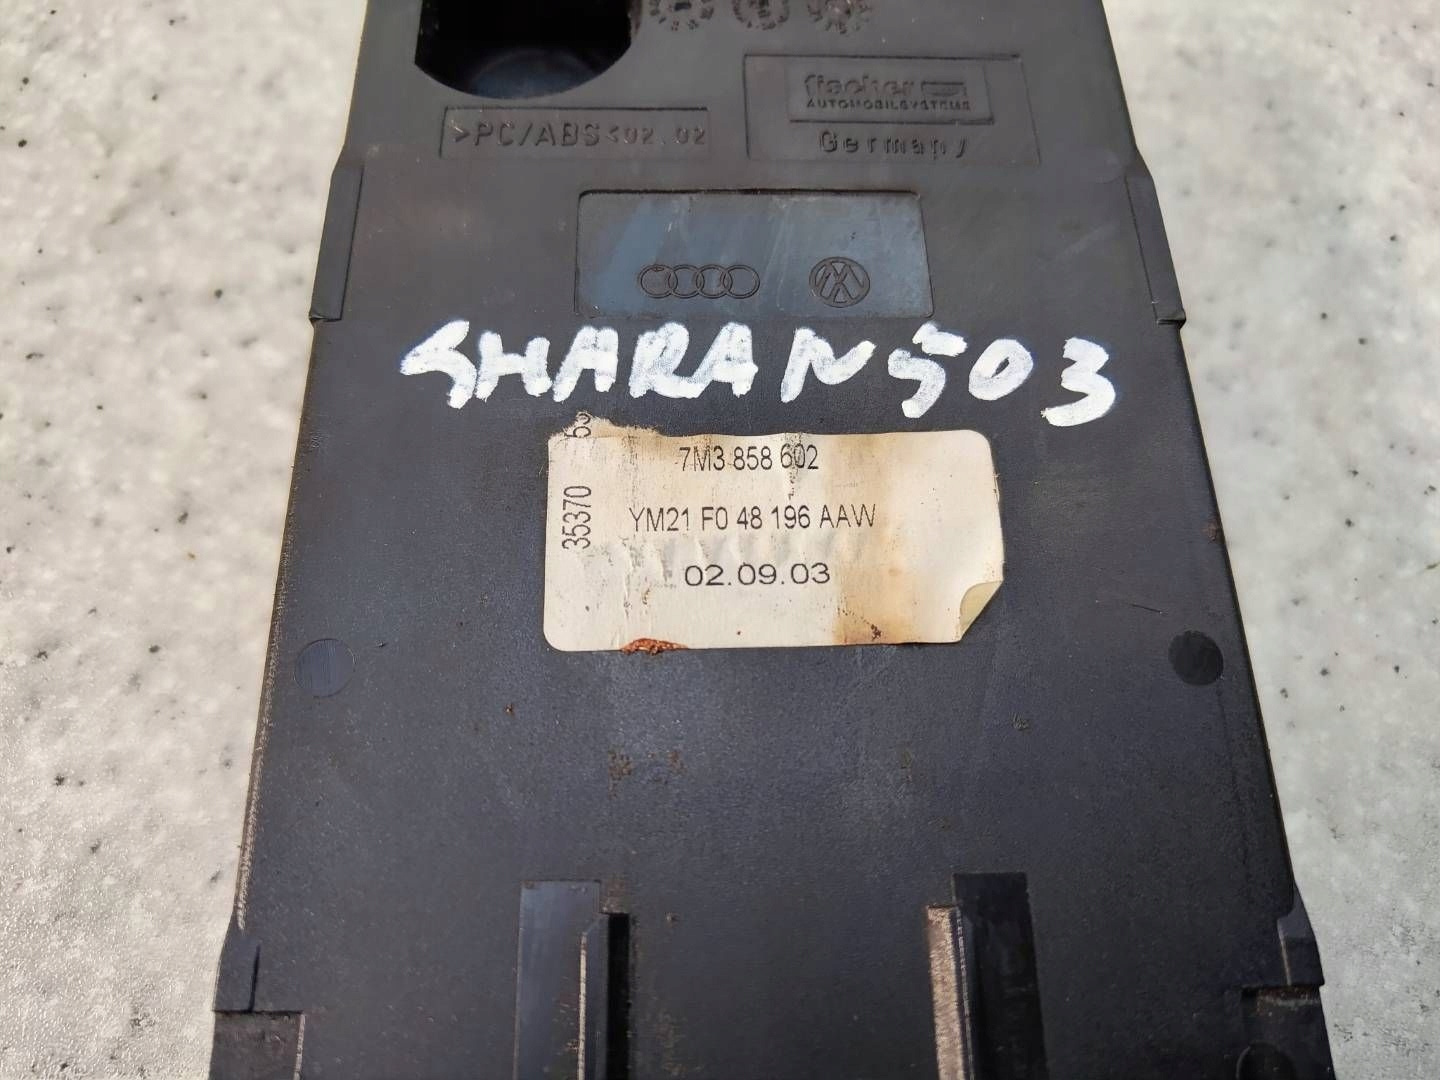 fischer
AUTOMOBILSYSTEME
Germany
>PC/ABS<02.02
SHARAN 503
7M3 858 602
YM21 F0 48 196 AAW
02.09.03
35370